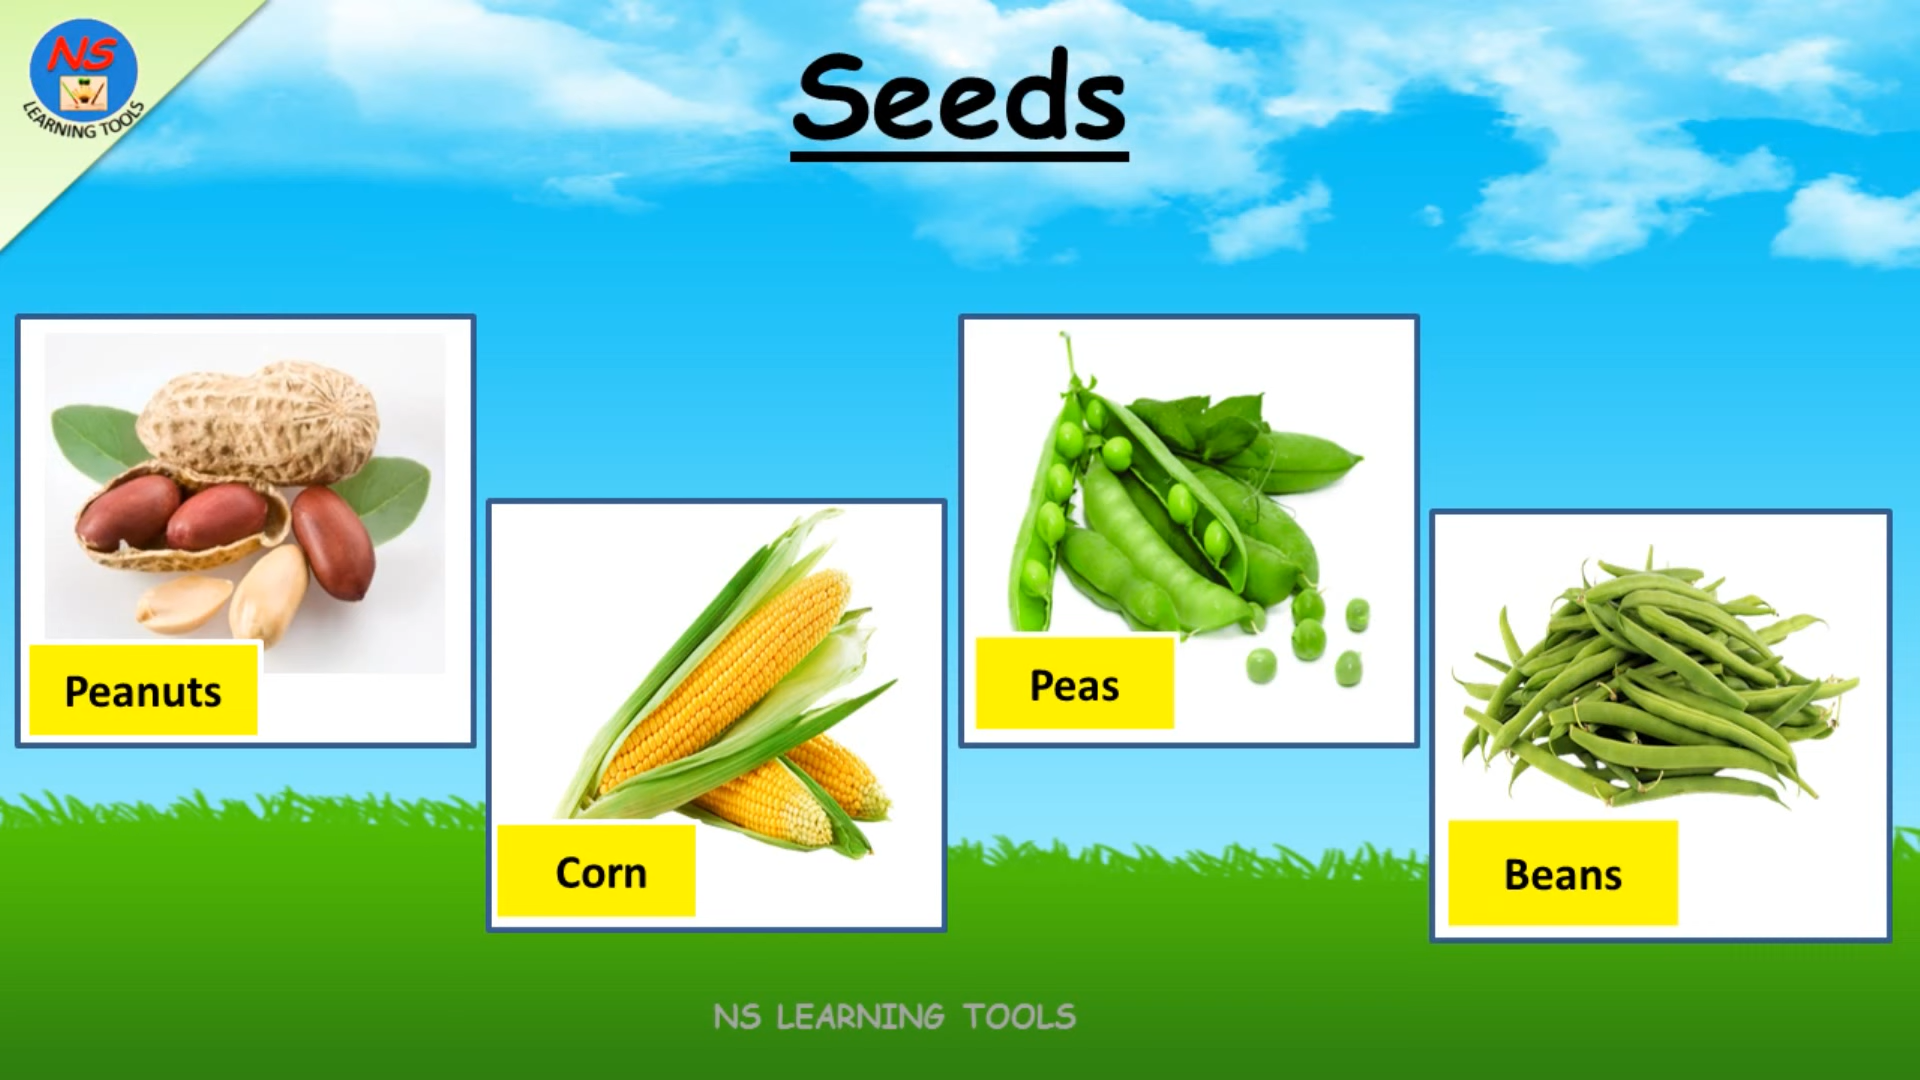 NS
LEARNING TOOLS
Seeds
Peanuts
Corn
Peas
Beans
NS LEARNING TOOLS